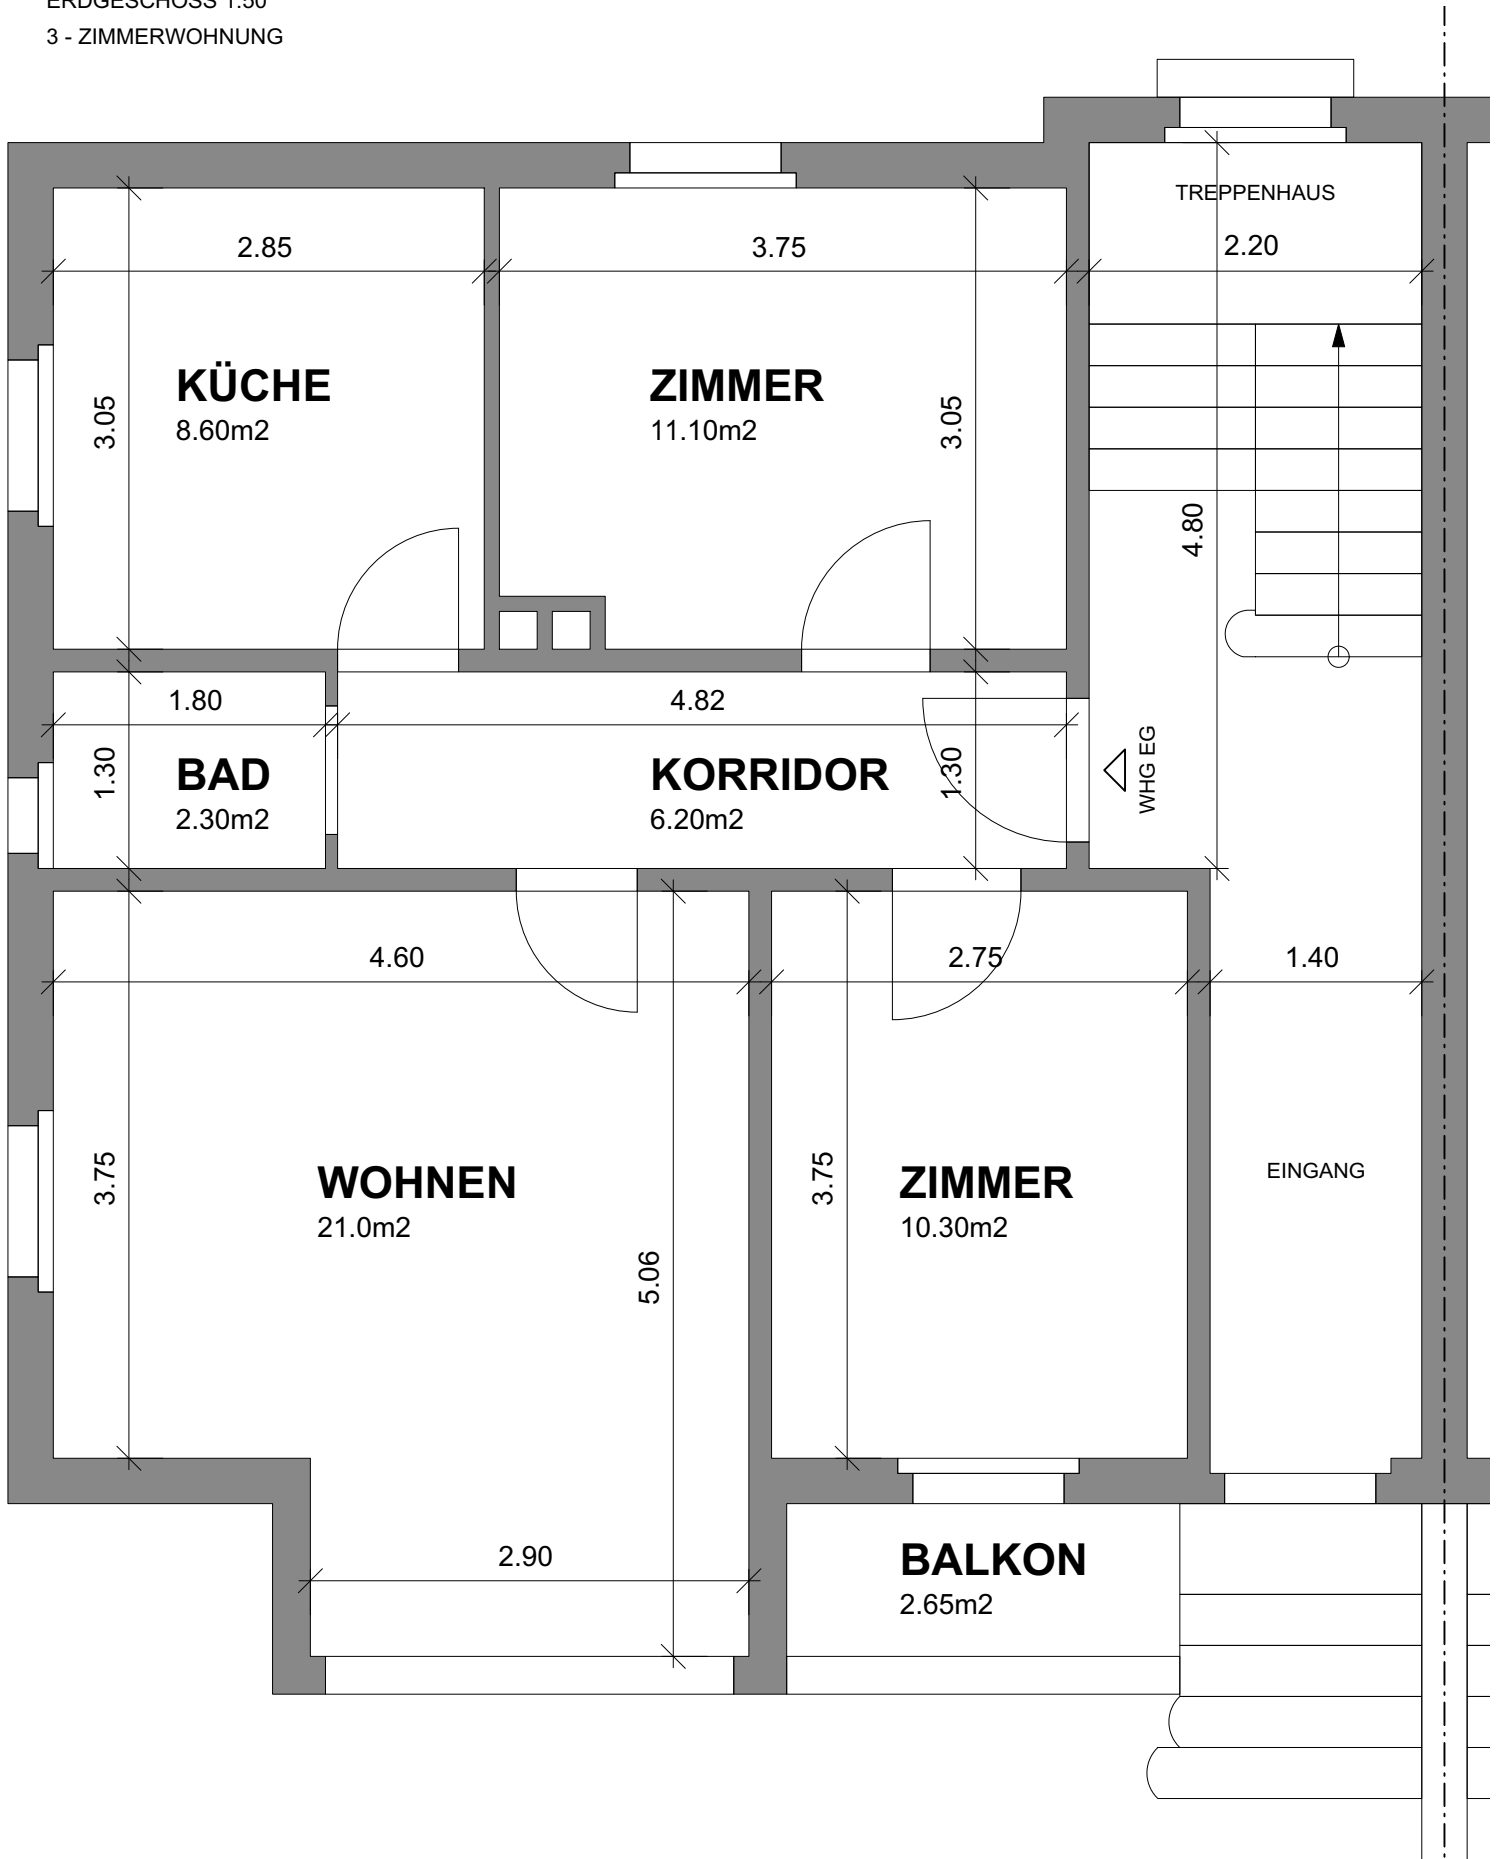 ERDGESCHOSS 1:50
3 - ZIMMERWOHNUNG
TREPPENHAUS
2.85
3.75
2.20
KÜCHE
8.60m2
ZIMMER
11.10m2
3.05
3.05
4.80
1.80
4.82
BAD
2.30m2
KORRIDOR
6.20m2
1.30
1.30
WHG EG
4.60
2.75
1.40
WOHNEN
21.0m2
ZIMMER
10.30m2
EINGANG
3.75
3.75
5.06
2.90
BALKON
2.65m2